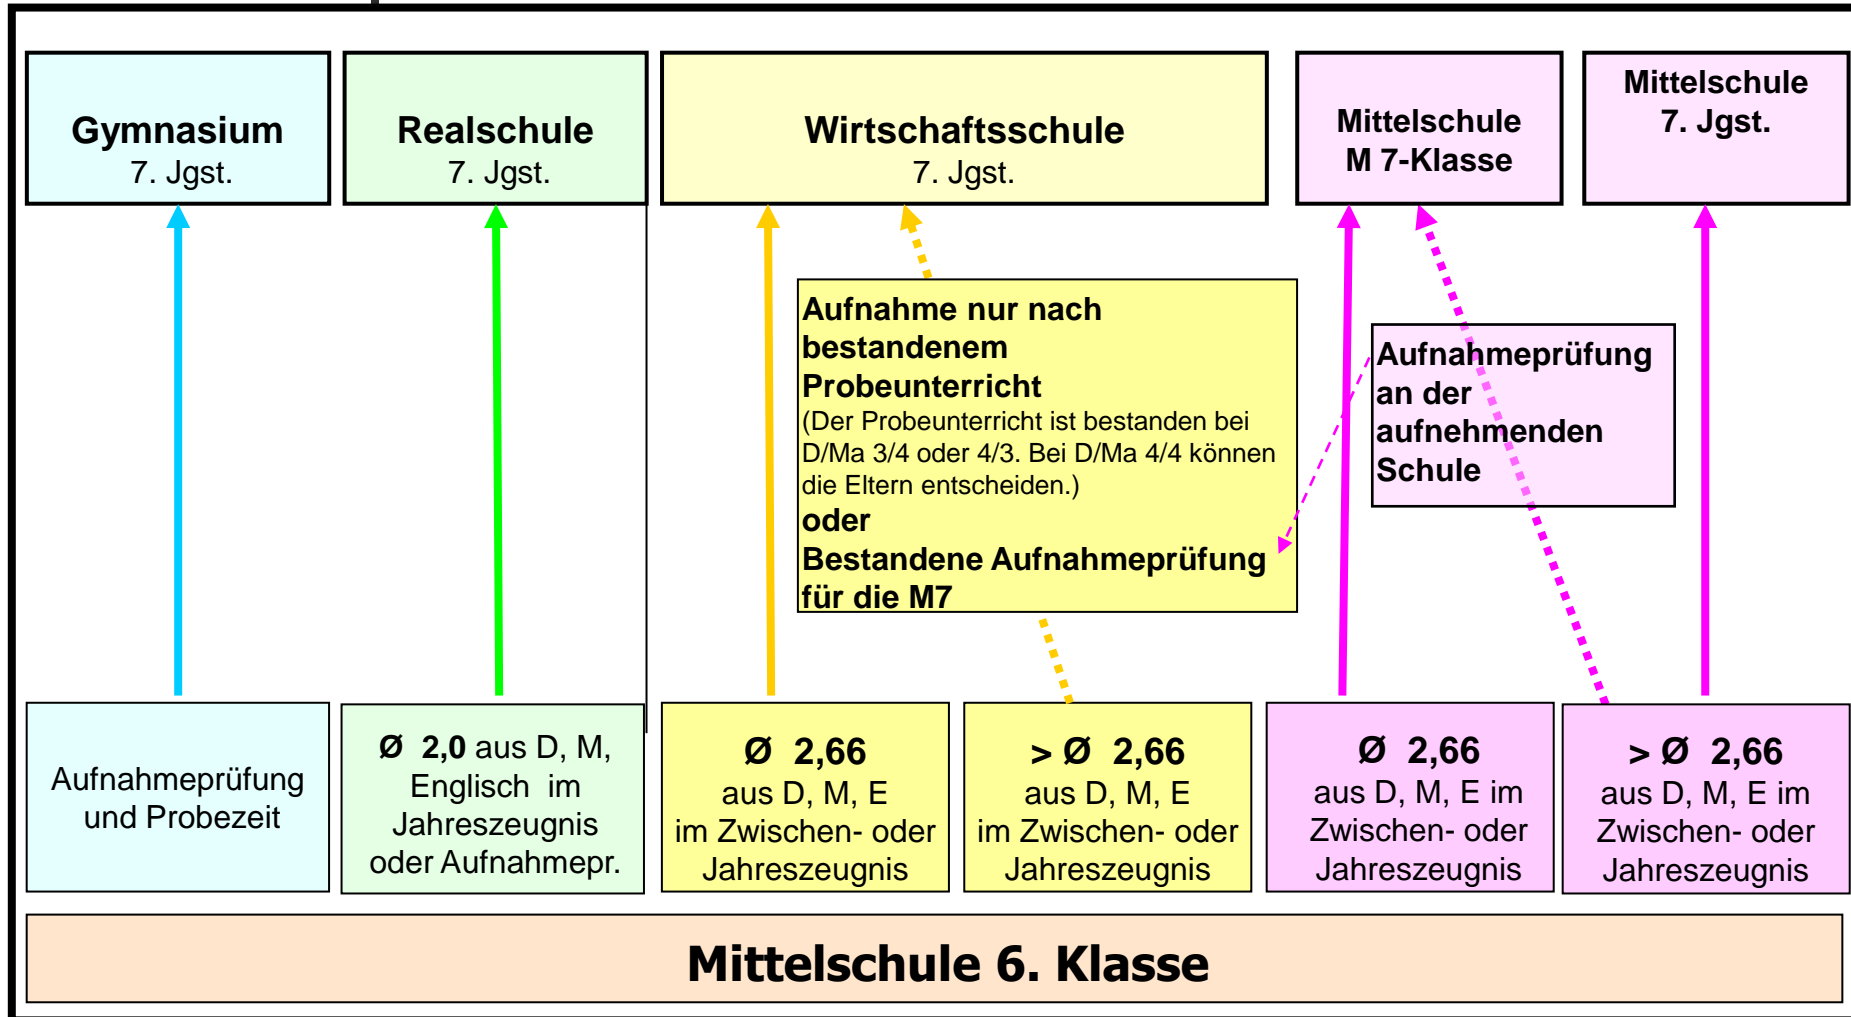 Gymnasium
7. Jgst.
Realschule
7. Jgst.
Wirtschaftsschule
7. Jgst.
Mittelschule
M 7-Klasse
Mittelschule
7. Jgst.
Aufnahme nur nach
bestandenem
Probeunterricht
(Der Probeunterricht ist bestanden bei
D/Ma 3/4 oder 4/3. Bei D/Ma 4/4 können
die Eltern entscheiden.)
oder
Bestandene Aufnahmeprüfung
für die M7
Aufnahmeprüfung
an der
aufnehmenden
Schule
Aufnahmeprüfung
und Probezeit
Ø 2,0 aus D, M,
Englisch im
Jahreszeugnis
oder Aufnahmepr.
Ø 2,66
aus D, M, E
im Zwischen- oder
Jahreszeugnis
> Ø 2,66
aus D, M, E
im Zwischen- oder
Jahreszeugnis
Ø 2,66
aus D, M, E im
Zwischen- oder
Jahreszeugnis
> Ø 2,66
aus D, M, E im
Zwischen- oder
Jahreszeugnis
Mittelschule 6. Klasse